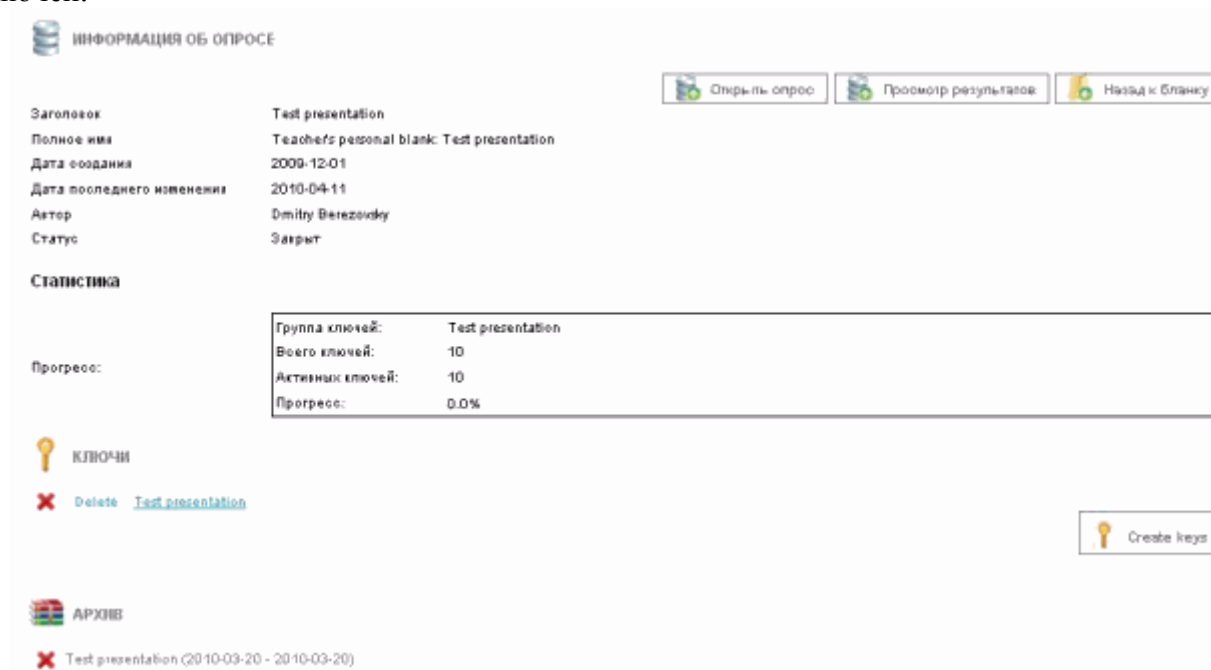 ИНФОРМАЦИЯ ОБ ОПРОСЕ
Открыть опрос Просмотр результатов Назад к бланку
Заголовок Test presentation
Полное имя Teacher's personal blank: Test presentation
Дата создания 2009-12-01
Дата последнего изменения 2010-04-11
Автор Dmitry Berezovsky
Статус Закрыт
Статистика
Прогресс:
Группа ключей: Test presentation
Всего ключей: 10
Активных ключей: 10
Прогресс: 0.0%
КЛЮЧИ
Delete Test presentation
Create keys
АРХИВ
Test presentation (2010-03-20 - 2010-03-20)